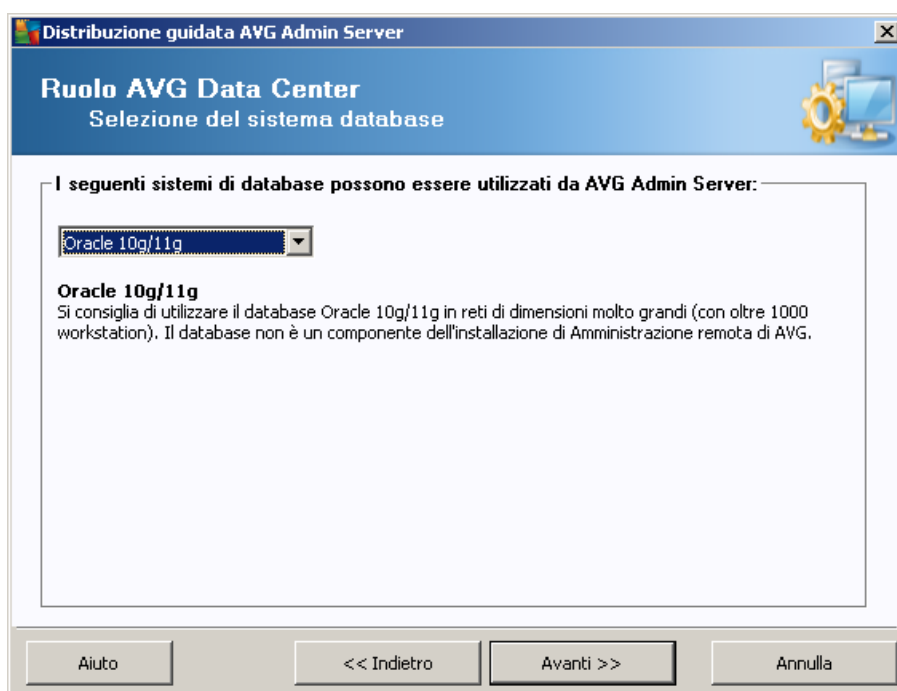 Distribuzione guidata AVG Admin Server
Ruolo AVG Data Center
Selezione del sistema database
I seguenti sistemi di database possono essere utilizzati da AVG Admin Server:
Oracle 10g/11g
Oracle 10g/11g
Si consiglia di utilizzare il database Oracle 10g/11g in reti di dimensioni molto grandi (con oltre 1000
workstation). Il database non è un componente dell'installazione di Amministrazione remota di AVG.
Aiuto
<< Indietro
Avanti >>
Annulla